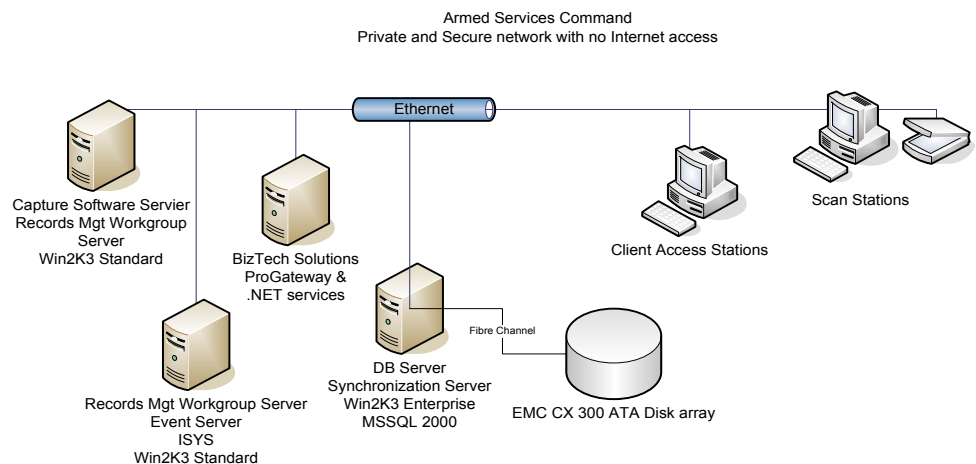 Armed Services Command
Private and Secure network with no Internet access
Ethernet
Capture Software Servier
Records Mgt Workgroup
Server
Win2K3 Standard
BizTech Solutions
ProGateway &
.NET services
Client Access Stations
Scan Stations
Records Mgt Workgroup Server
Event Server
ISYS
Win2K3 Standard
DB Server
Synchronization Server
Win2K3 Enterprise
MSSQL 2000
Fibre Channel
EMC CX 300 ATA Disk array